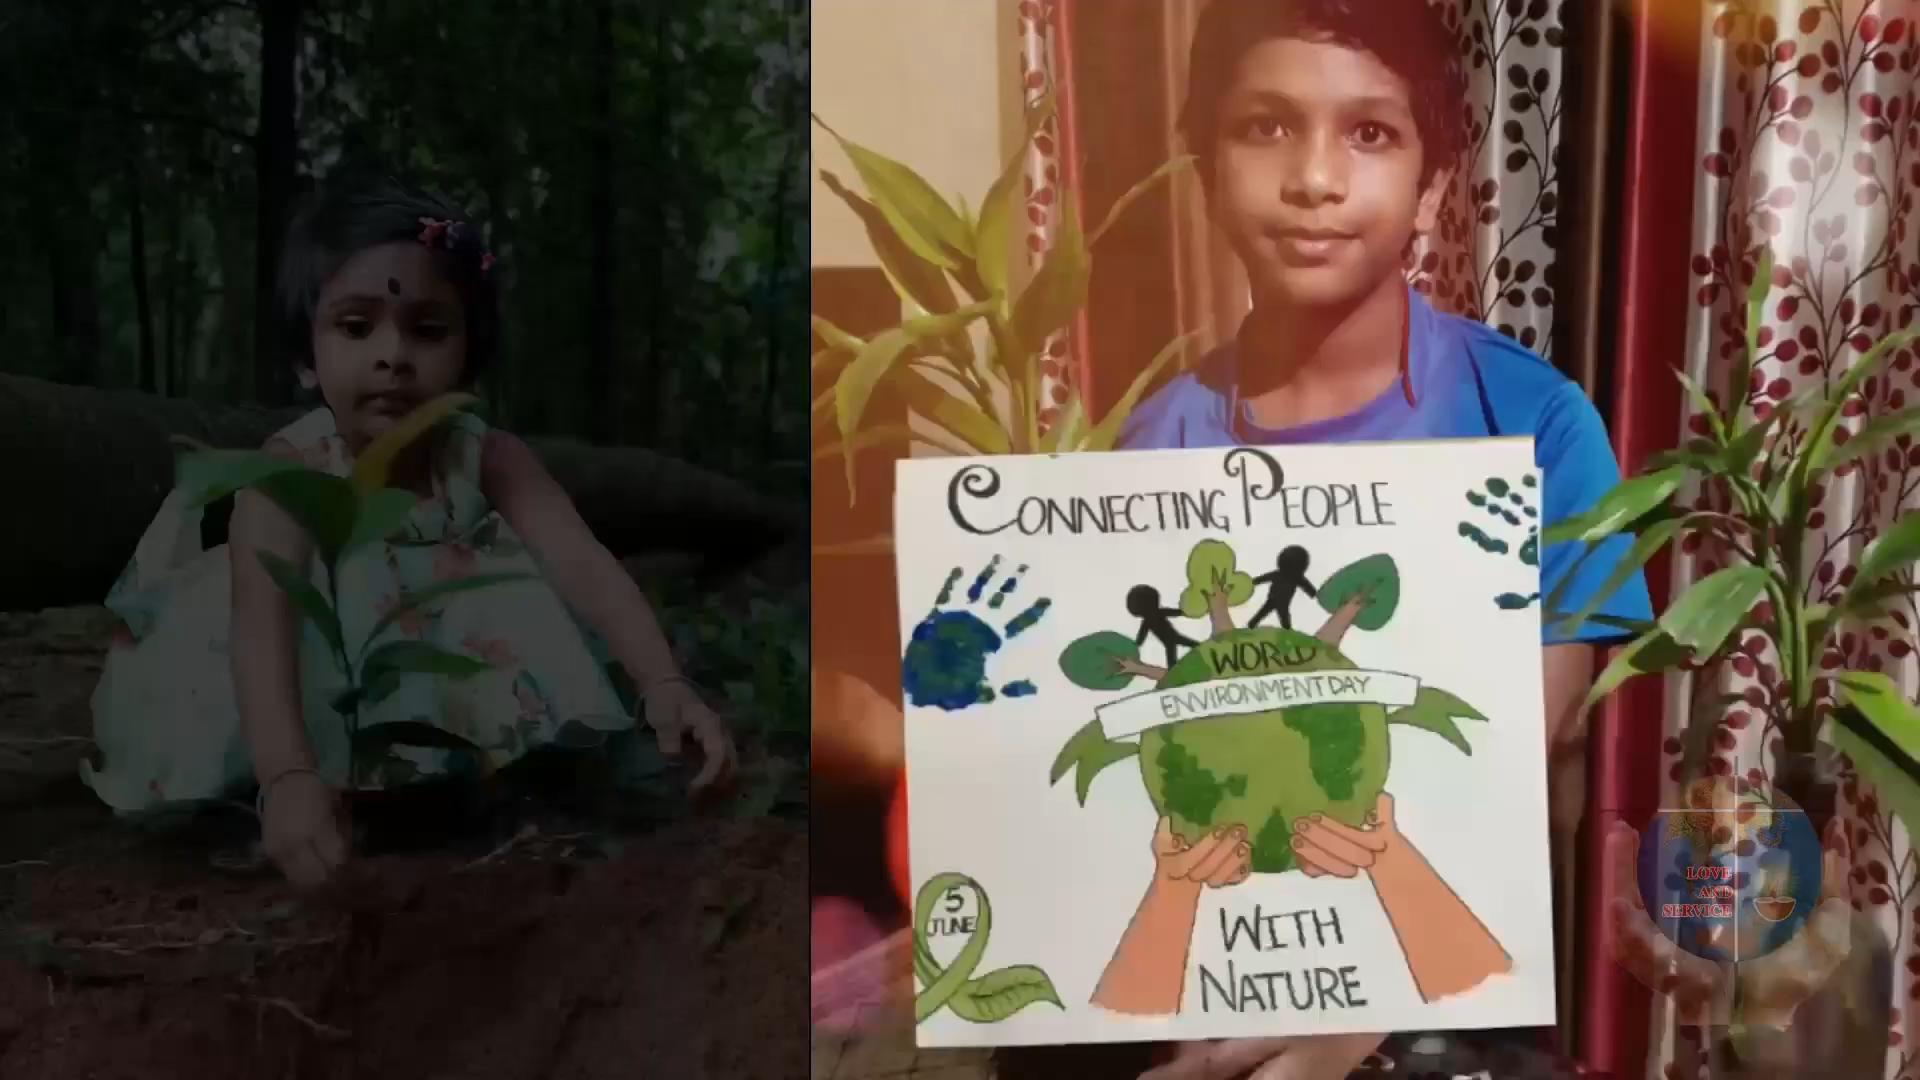 CONNECTING PEOPLE
WORLD
ENVIRONMENT DAY
5
JUNE
WITH
NATURE
LOVE
AND
SERVICE